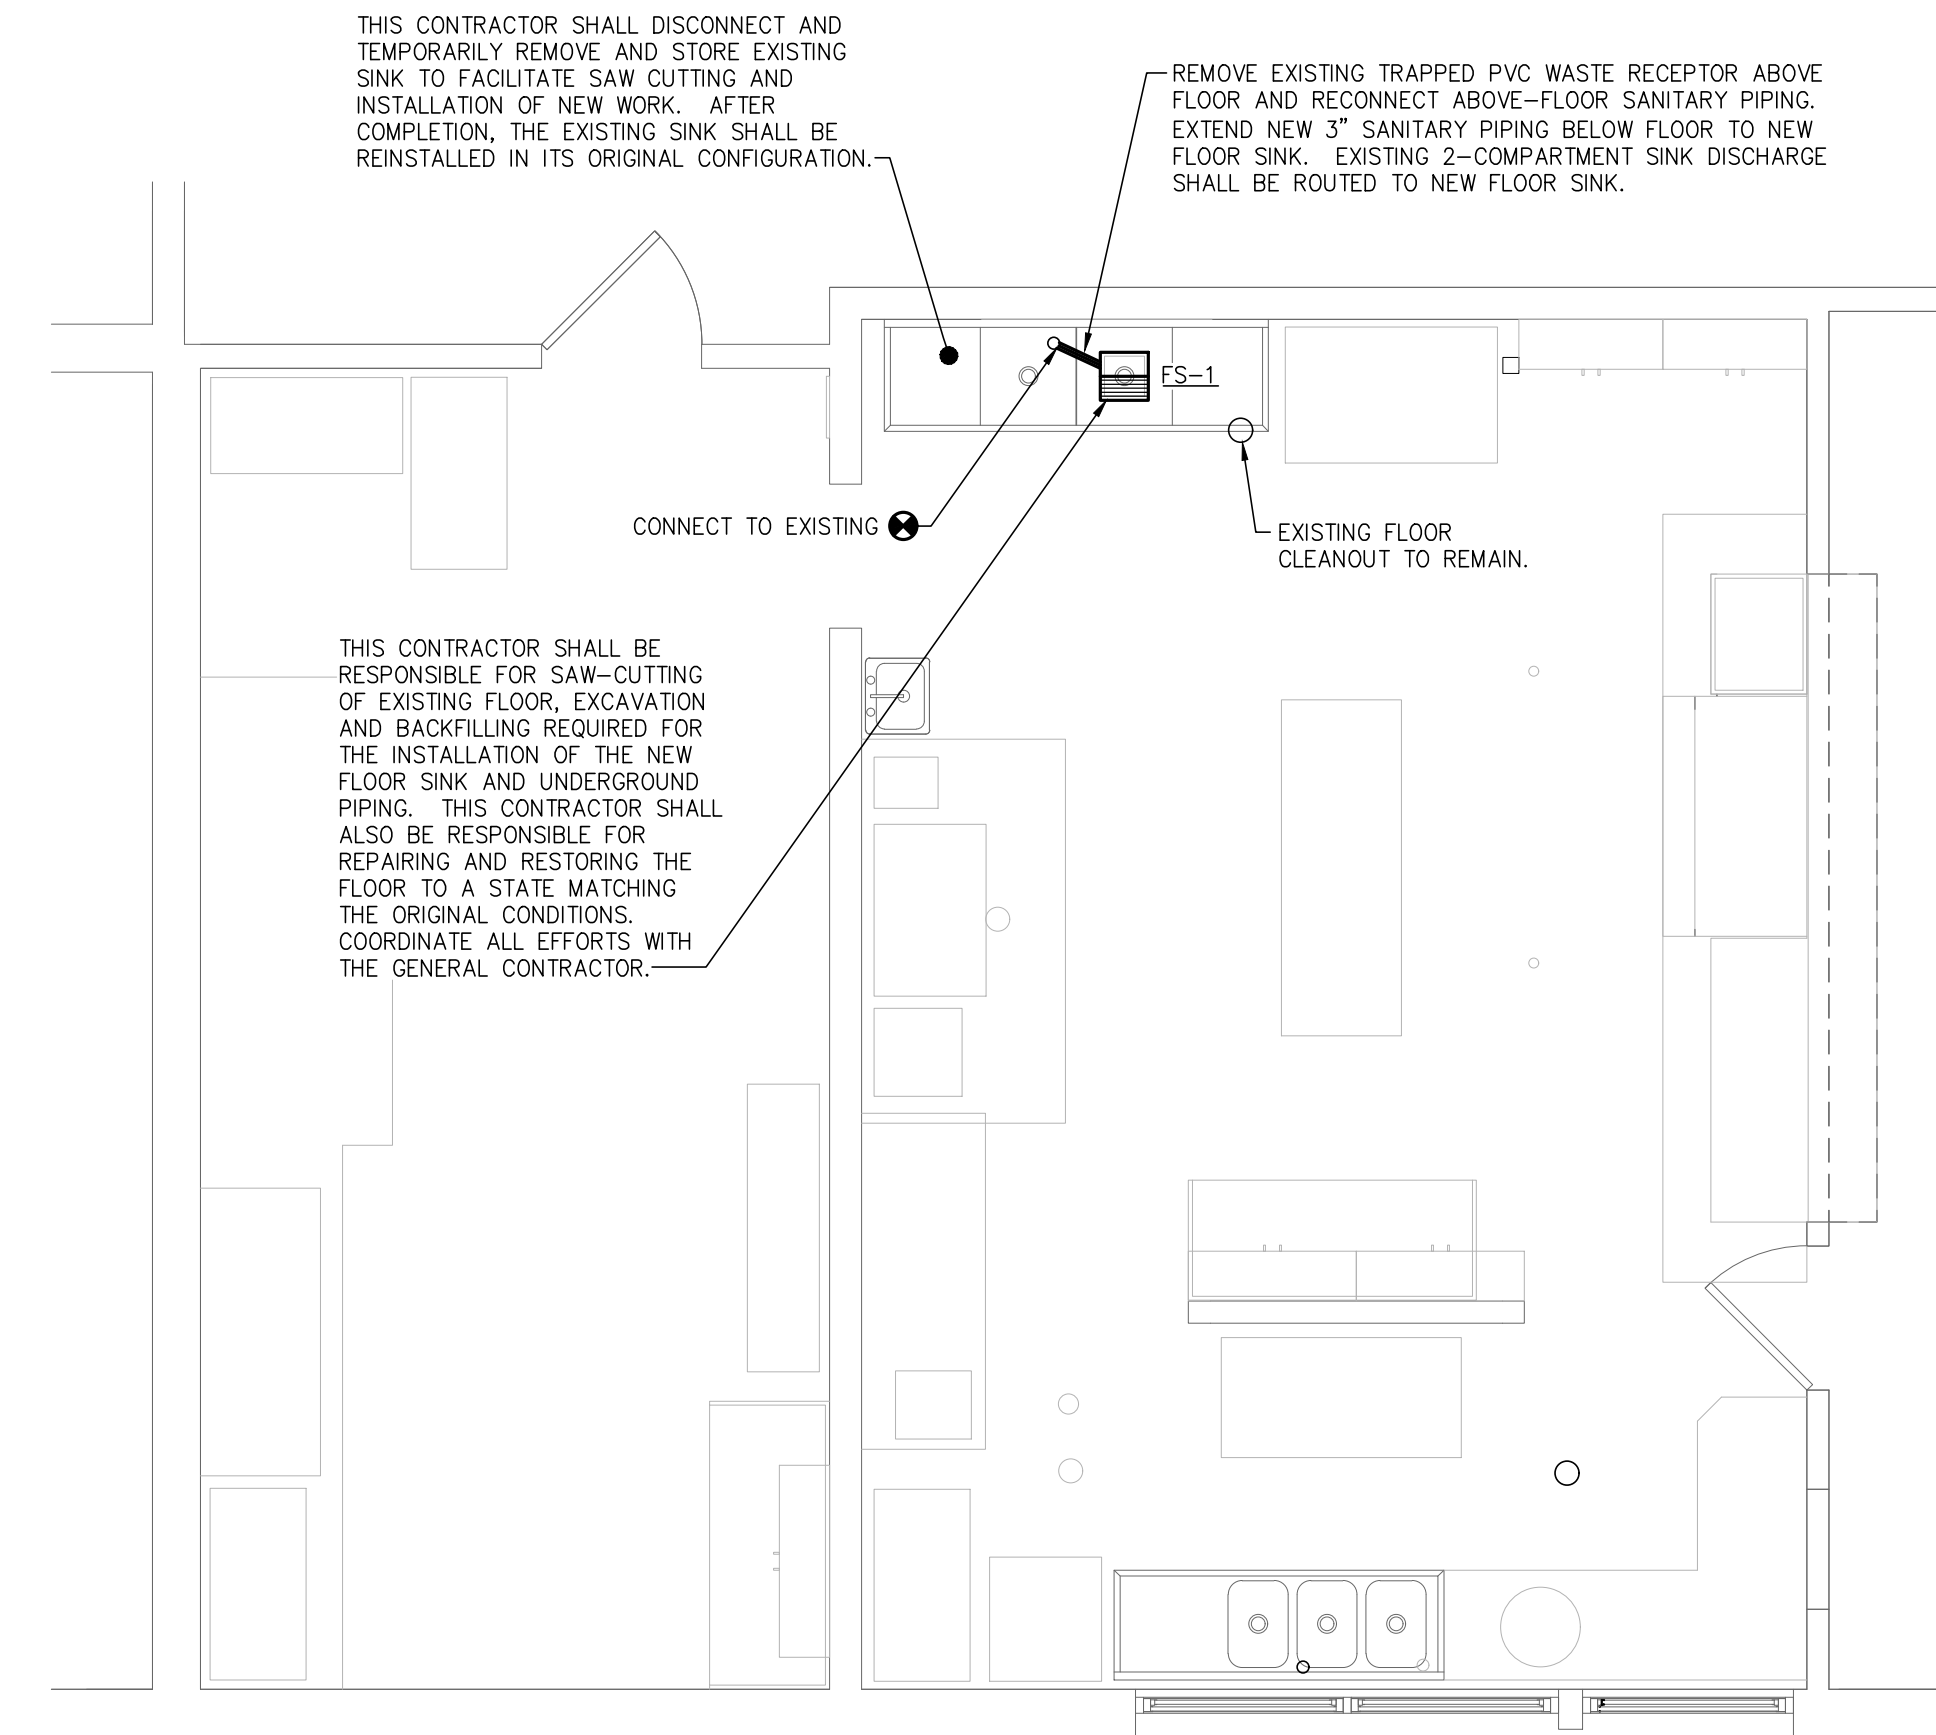 THIS CONTRACTOR SHALL DISCONNECT AND
TEMPORARILY REMOVE AND STORE EXISTING
SINK TO FACILITATE SAW CUTTING AND
INSTALLATION OF NEW WORK.  AFTER
COMPLETION, THE EXISTING SINK SHALL BE
REINSTALLED IN ITS ORIGINAL CONFIGURATION.
REMOVE EXISTING TRAPPED PVC WASTE RECEPTOR ABOVE
FLOOR AND RECONNECT ABOVE-FLOOR SANITARY PIPING.
EXTEND NEW 3" SANITARY PIPING BELOW FLOOR TO NEW
FLOOR SINK.  EXISTING 2-COMPARTMENT SINK DISCHARGE
SHALL BE ROUTED TO NEW FLOOR SINK.
FS-1
CONNECT TO EXISTING
EXISTING FLOOR
CLEANOUT TO REMAIN.
THIS CONTRACTOR SHALL BE
RESPONSIBLE FOR SAW-CUTTING
OF EXISTING FLOOR, EXCAVATION
AND BACKFILLING REQUIRED FOR
THE INSTALLATION OF THE NEW
FLOOR SINK AND UNDERGROUND
PIPING.  THIS CONTRACTOR SHALL
ALSO BE RESPONSIBLE FOR
REPAIRING AND RESTORING THE
FLOOR TO A STATE MATCHING
THE ORIGINAL CONDITIONS.
COORDINATE ALL EFFORTS WITH
THE GENERAL CONTRACTOR.